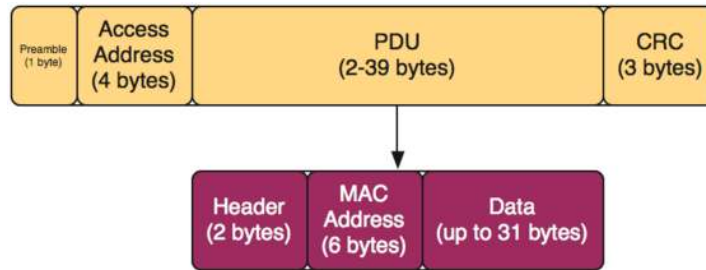 Preamble
(1 byte)
Access
Address
(4 bytes)
PDU
(2-39 bytes)
CRC
(3 bytes)
Header
(2 bytes)
MAC
Address
(6 bytes)
Data
(up to 31 bytes)